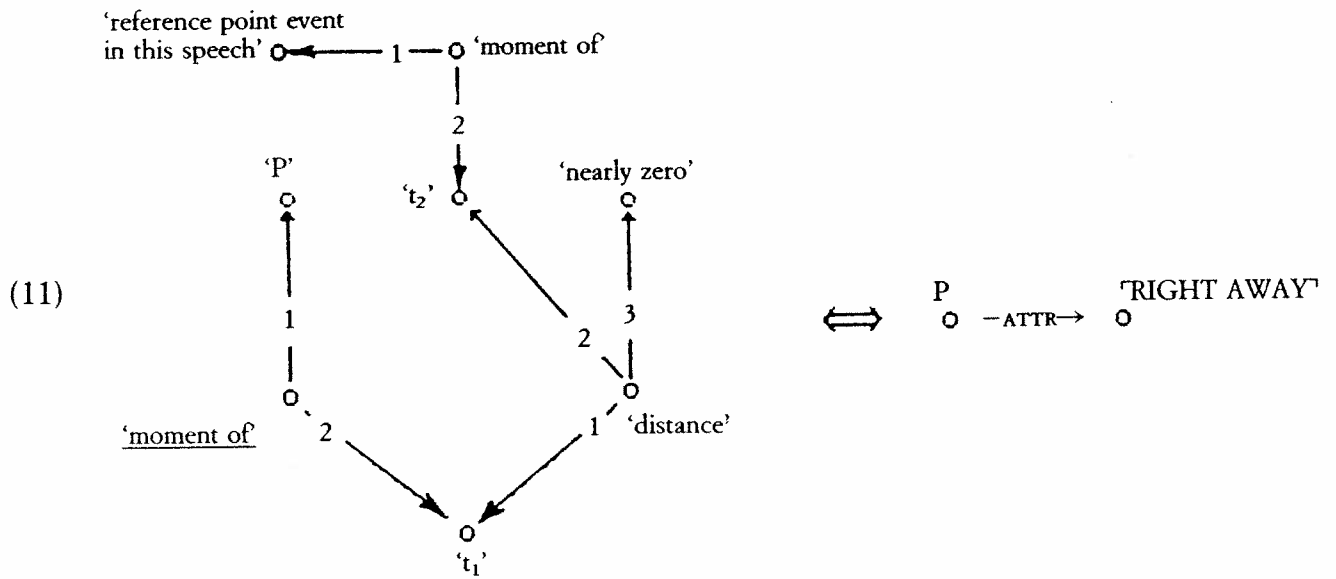 ‘reference point event
in this speech’ 1 ‘moment of’
2
‘P’ ‘t₂’ ‘nearly zero’
(11)
1 2 3
P –ATTR→ ⌜RIGHT AWAY⌝
‘moment of’ 2 1 ‘distance’
‘t₁’